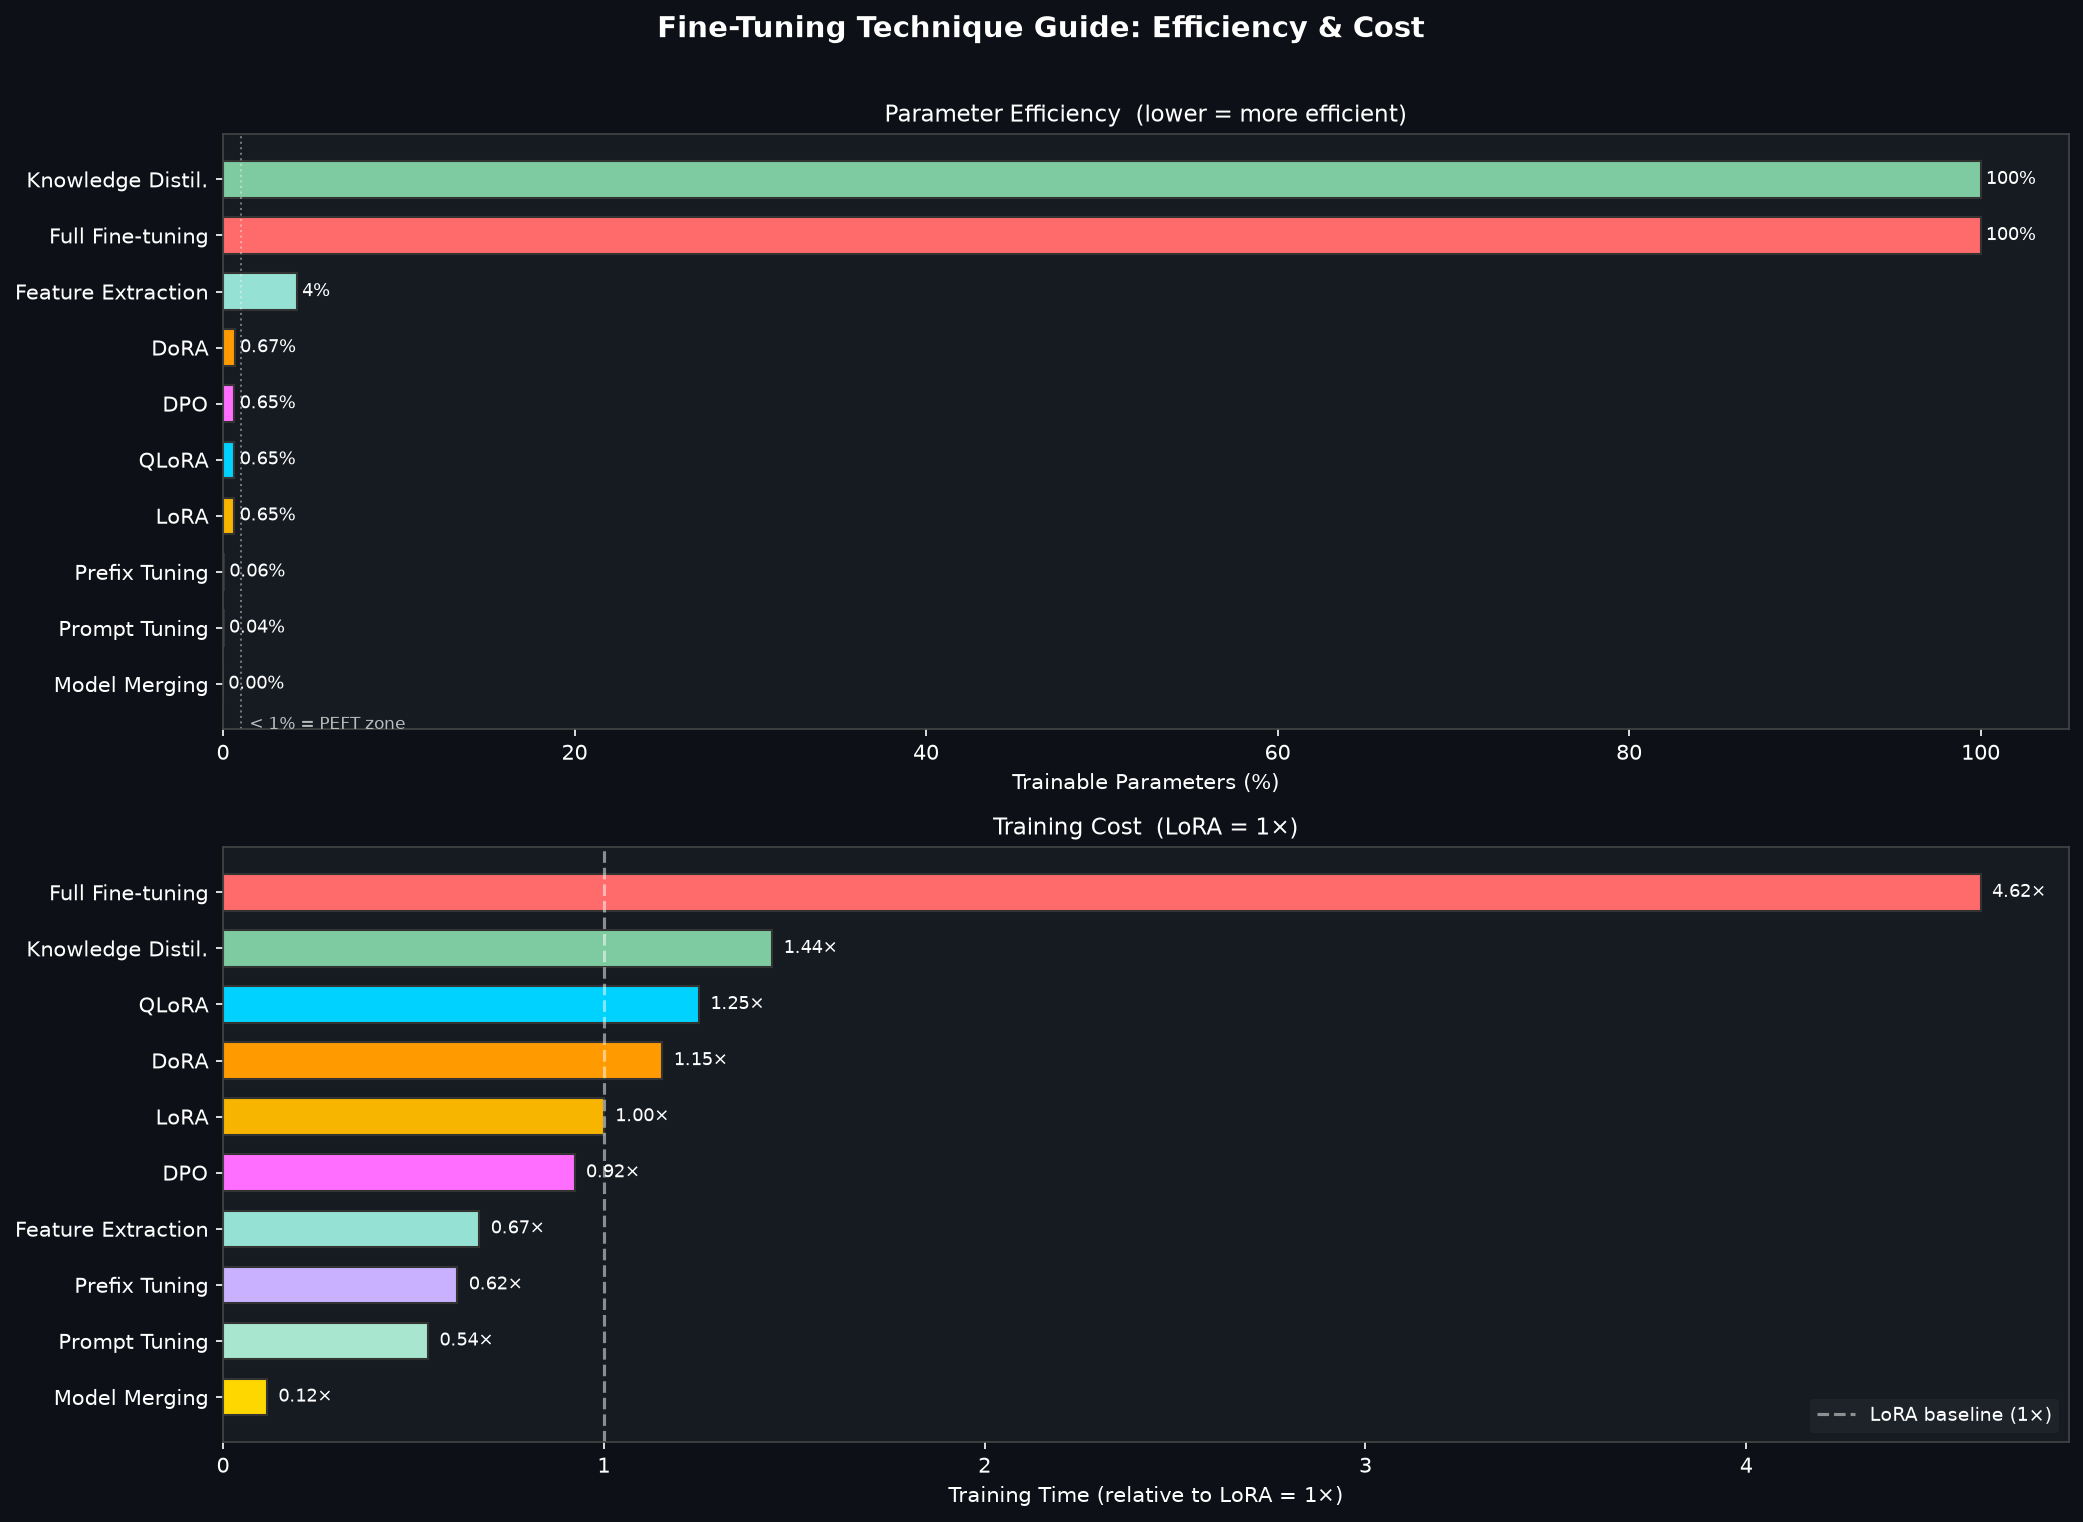 Fine-Tuning Technique Guide: Efficiency & Cost
Parameter Efficiency  (lower = more efficient)
Knowledge Distil. 100%
Full Fine-tuning 100%
Feature Extraction 4%
DoRA 0.67%
DPO 0.65%
QLoRA 0.65%
LoRA 0.65%
Prefix Tuning 0.06%
Prompt Tuning 0.04%
Model Merging 0.00%
< 1% = PEFT zone
0 20 40 60 80 100
Trainable Parameters (%)
Training Cost  (LoRA = 1×)
Full Fine-tuning 4.62×
Knowledge Distil. 1.44×
QLoRA 1.25×
DoRA 1.15×
LoRA 1.00×
DPO 0.92×
Feature Extraction 0.67×
Prefix Tuning 0.62×
Prompt Tuning 0.54×
Model Merging 0.12×
LoRA baseline (1×)
0 1 2 3 4
Training Time (relative to LoRA = 1×)